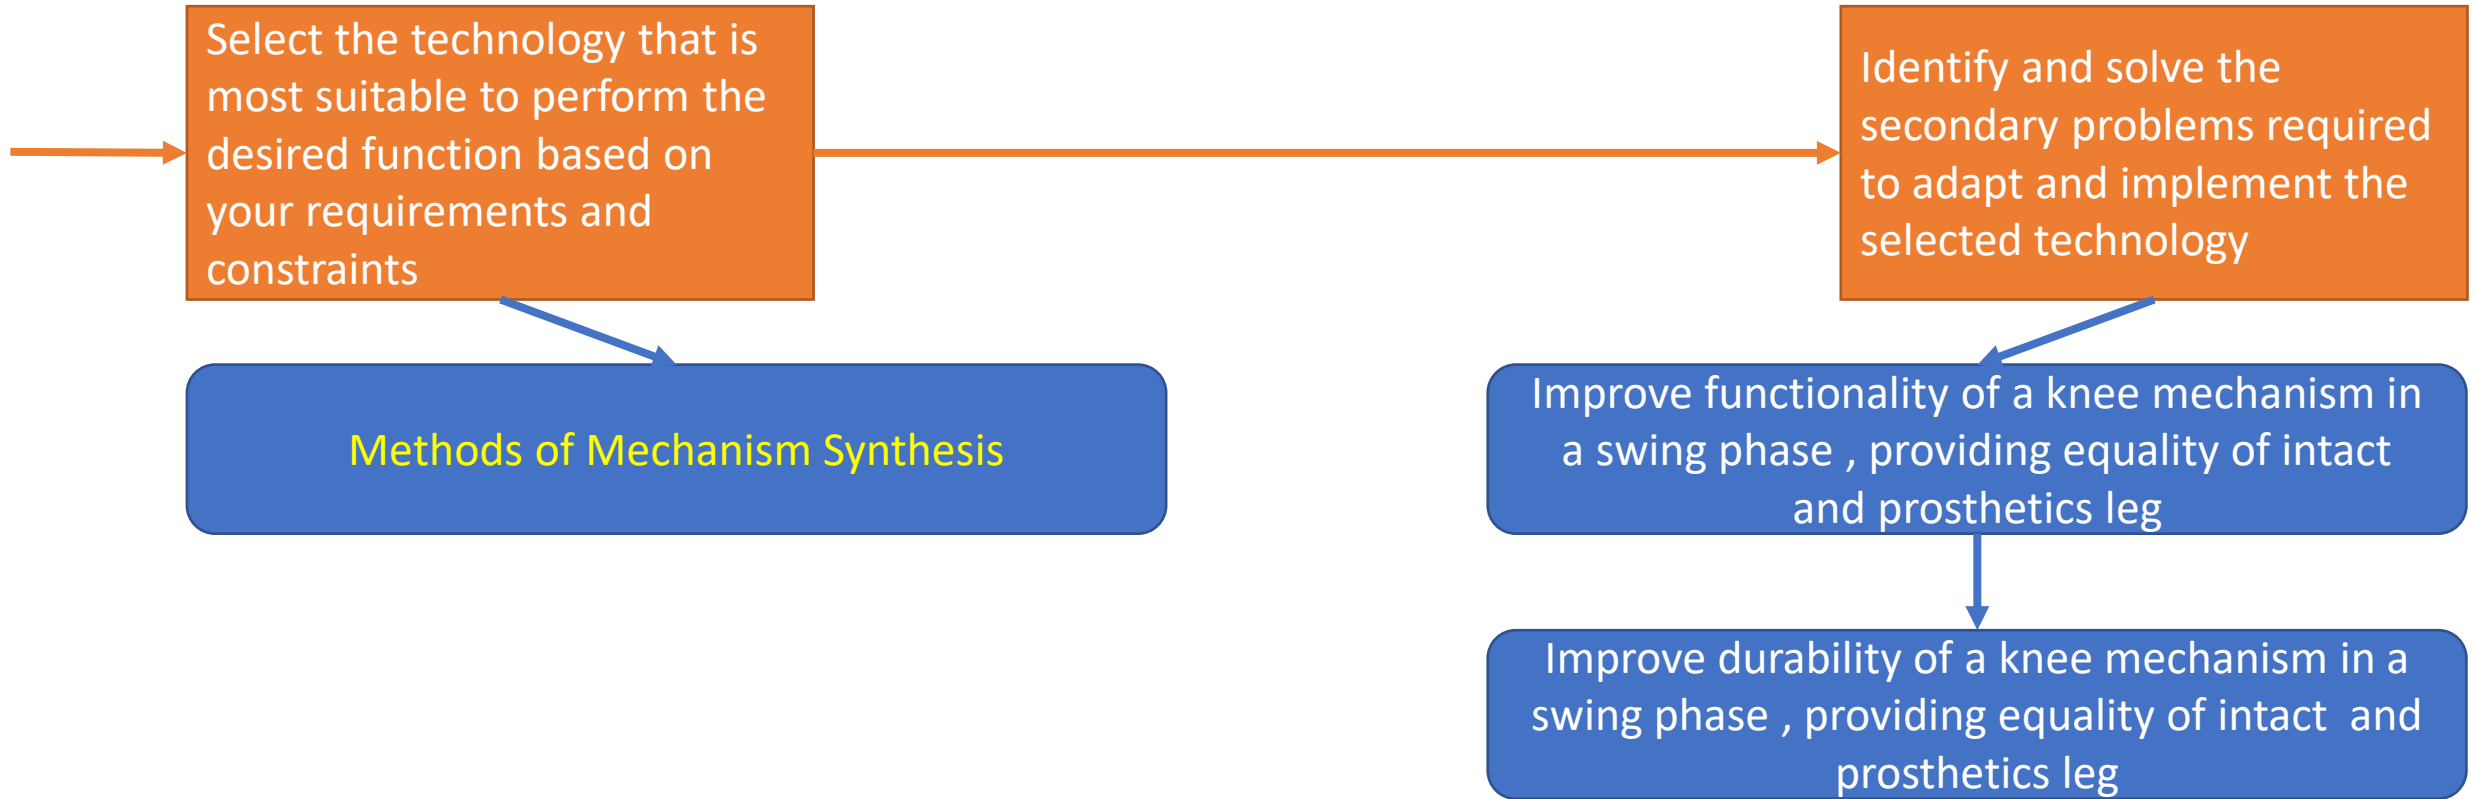 Select the technology that is
most suitable to perform the
desired function based on
your requirements and
constraints
Identify and solve the
secondary problems required
to adapt and implement the
selected technology
Methods of Mechanism Synthesis
Improve functionality of a knee mechanism in
a swing phase , providing equality of intact
and prosthetics leg
Improve durability of a knee mechanism in a
swing phase , providing equality of intact  and
prosthetics leg